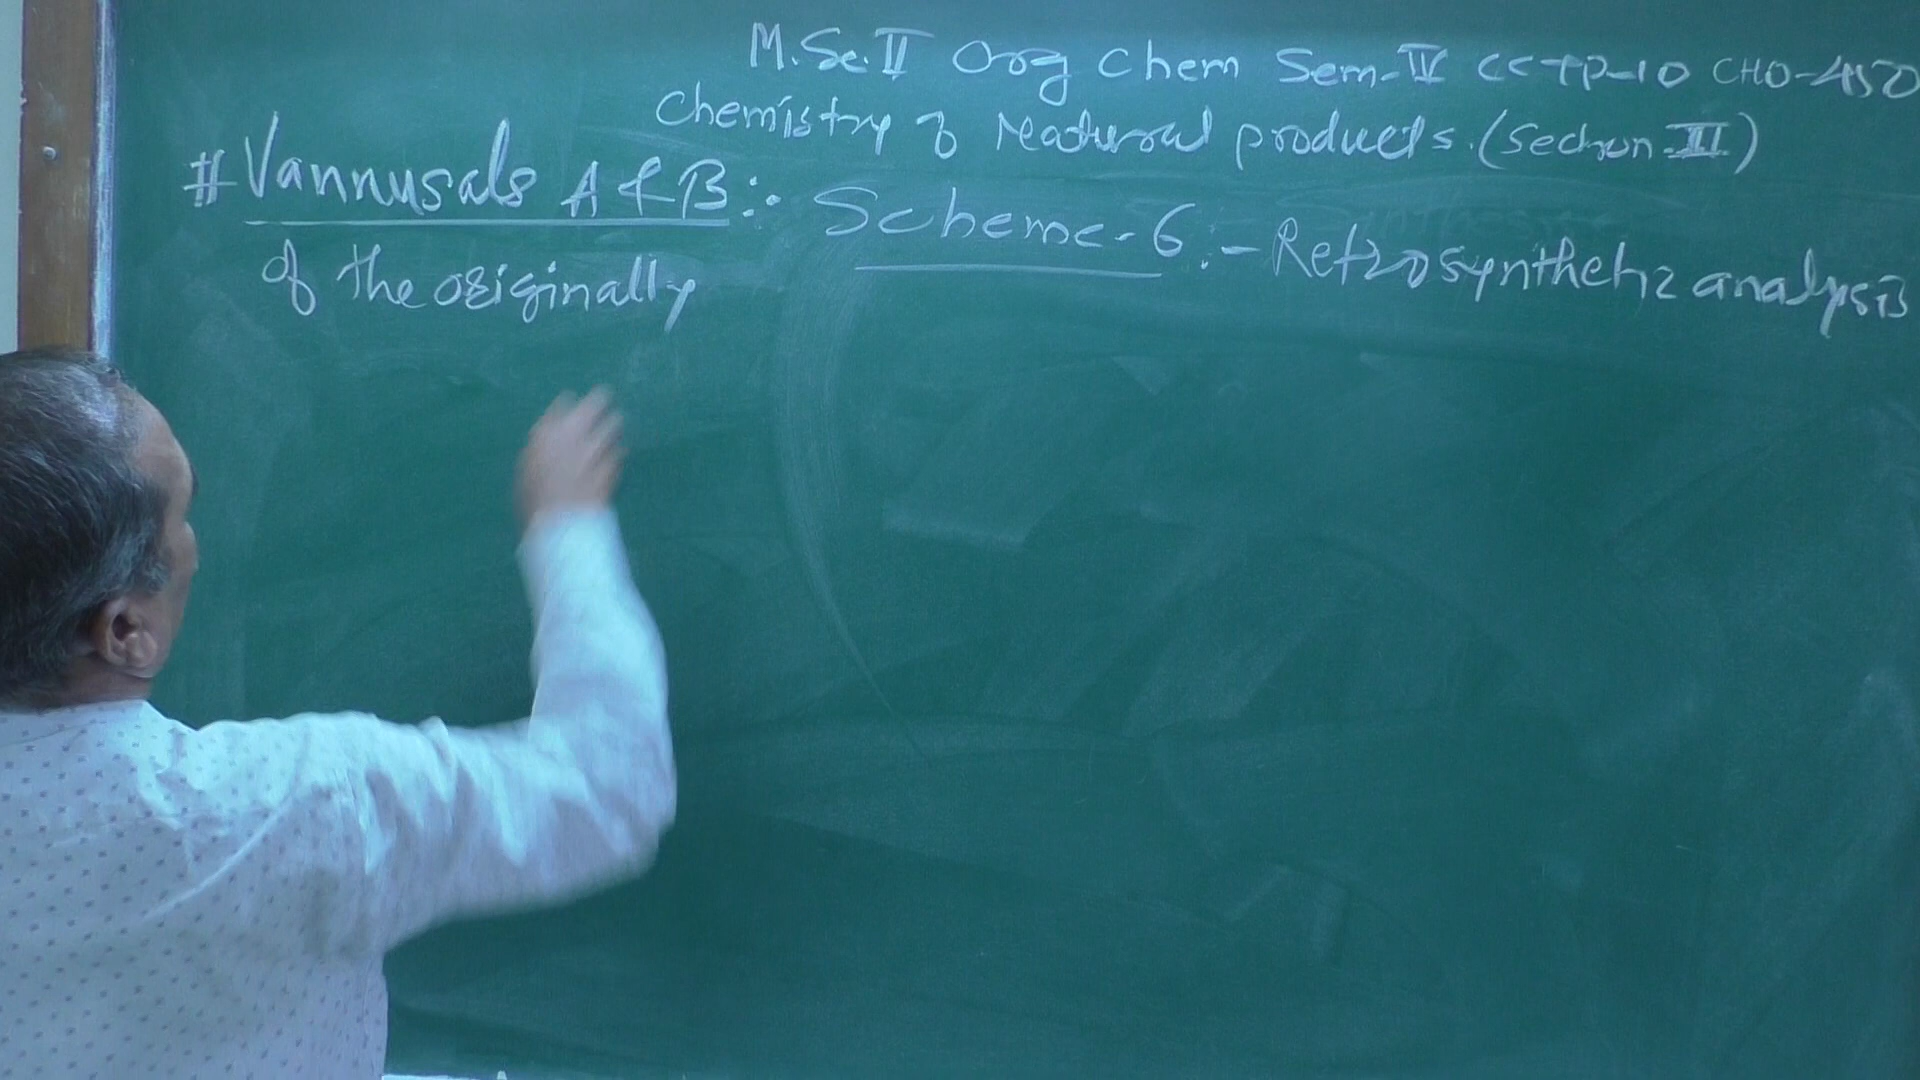 M.Sc.II Org Chem Sem-IV CCTP-10 CHO-450
Chemistry of Natural products. (Section-II)
# Vannusals A & B :- Scheme-6 :- Retrosynthetic analysis
of the originally